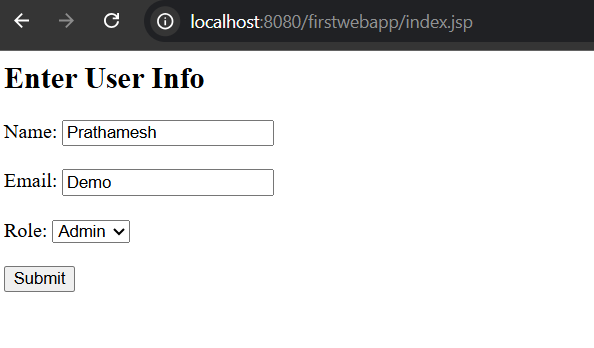 localhost:8080/firstwebapp/index.jsp
Enter User Info
Name: Prathamesh
Email: Demo
Role: Admin
Submit